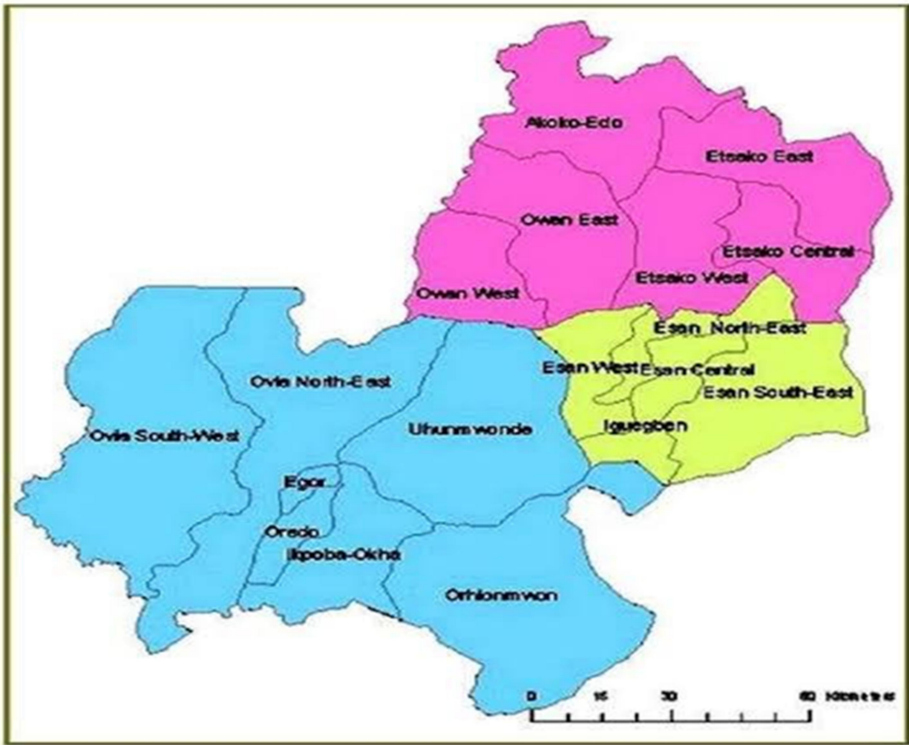 Akoko-Edo
Etsako East
Owan East
Etsako Central
Etsako West
Owan West
Esan North-East
Esan West
Esan Central
Ovia North-East
Esan South-East
Ovia South-West
Uhunmwonde
Iguegben
Egor
Oredo
Ikpoba-Okha
Orhionmwon
0 15 30 60 Kilometers